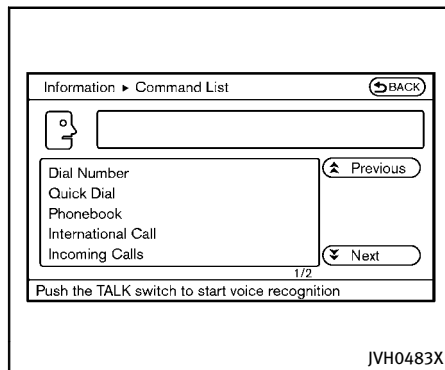 Information ▸ Command List
BACK
Dial Number
Previous
Quick Dial
Phonebook
International Call
Incoming Calls
Next
1/2
Push the TALK switch to start voice recognition
JVH0483X